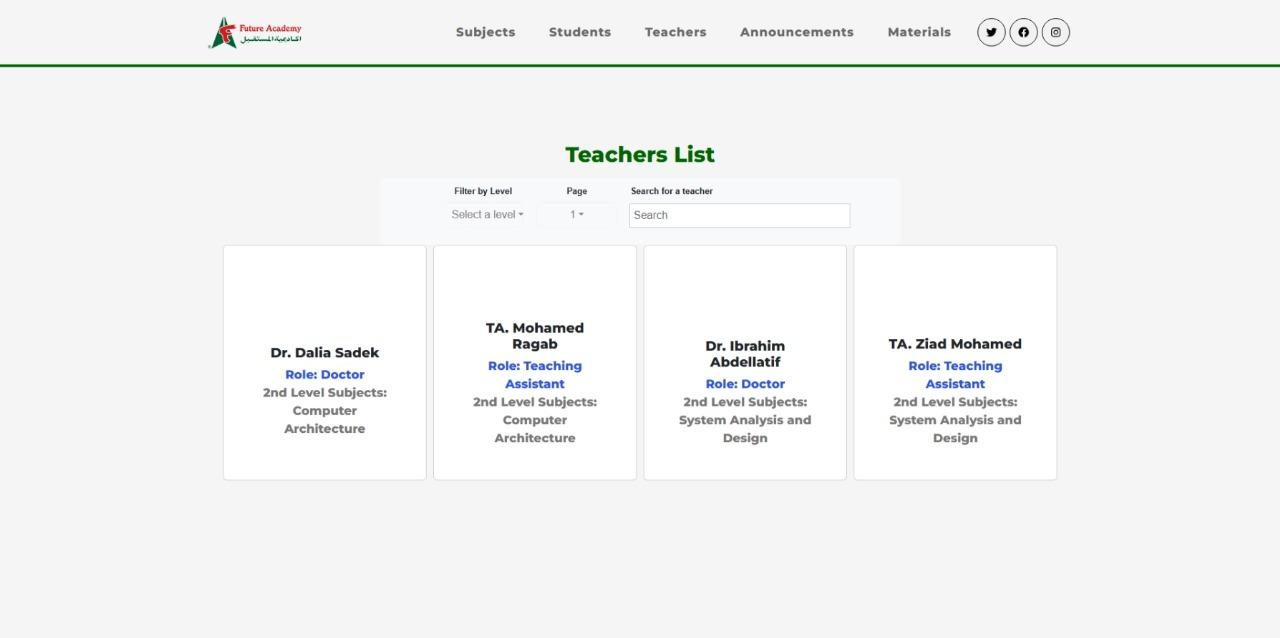 Future Academy
أكاديمية المستقبل
Subjects
Students
Teachers
Announcements
Materials
Teachers List
Filter by Level
Page
Search for a teacher
Select a level
1
Search
Dr. Dalia Sadek
Role: Doctor
2nd Level Subjects:
Computer
Architecture
TA. Mohamed
Ragab
Role: Teaching
Assistant
2nd Level Subjects:
Computer
Architecture
Dr. Ibrahim
Abdellatif
Role: Doctor
2nd Level Subjects:
System Analysis and
Design
TA. Ziad Mohamed
Role: Teaching
Assistant
2nd Level Subjects:
System Analysis and
Design